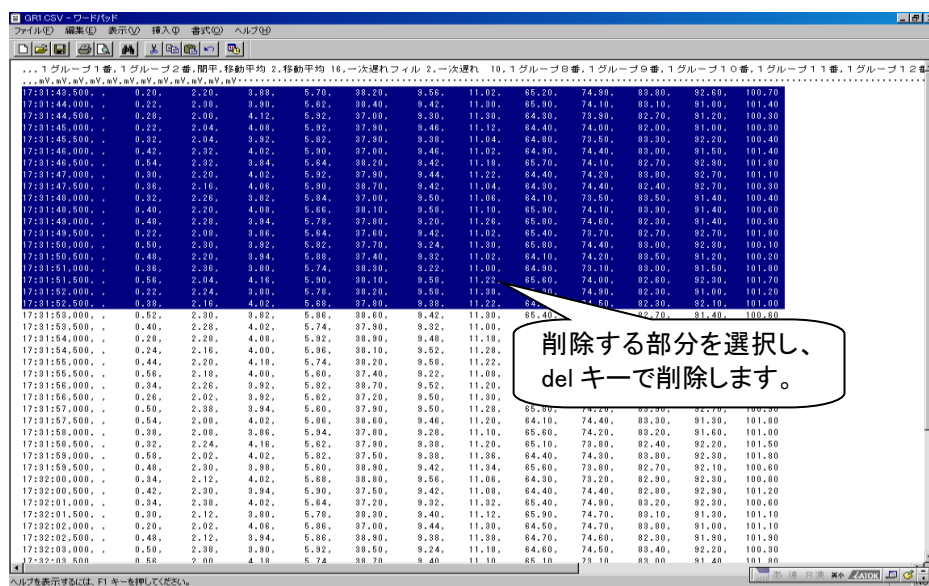 GR1.CSV - ワードパッド
ファイル(F) 編集(E) 表示(V) 挿入(I) 書式(O) ヘルプ(H)
,,,1グループ1番,1グループ2番,開平,移動平均 2,移動平均 16,一次遅れフィル 2,一次遅れ 10,1グループ8番,1グループ9番,1グループ10番,1グループ11番,1グループ12番
17:31:43.500, , 0.20, 2.20, 3.88, 5.70, 38.20, 9.56, 11.02, 65.20, 74.90, 83.80, 92.60, 100.70
17:31:44.000, , 0.22, 2.38, 3.90, 5.62, 38.40, 9.42, 11.30, 65.90, 74.10, 83.10, 91.80, 101.40
17:31:44.500, , 0.28, 2.00, 4.12, 5.92, 37.00, 9.30, 11.30, 64.30, 73.90, 82.70, 91.20, 100.30
17:31:45.000, , 0.22, 2.04, 4.08, 5.82, 37.90, 9.46, 11.12, 64.40, 74.00, 82.00, 91.00, 100.30
17:31:45.500, , 0.32, 2.04, 3.92, 5.82, 37.90, 9.38, 11.04, 64.80, 73.50, 83.30, 92.20, 100.40
17:31:46.000, , 0.42, 2.32, 4.02, 5.90, 37.00, 9.46, 11.02, 64.90, 74.40, 83.00, 91.50, 101.40
17:31:46.500, , 0.54, 2.32, 3.84, 5.64, 38.20, 9.42, 11.18, 65.70, 74.10, 82.70, 92.90, 101.80
17:31:47.000, , 0.30, 2.20, 4.02, 5.92, 37.90, 9.44, 11.22, 64.40, 74.20, 83.00, 92.70, 101.10
17:31:47.500, , 0.36, 2.16, 4.06, 5.90, 38.70, 9.42, 11.04, 64.30, 74.40, 82.40, 92.70, 100.30
17:31:48.000, , 0.36, 2.32, 4.02, 5.84, 37.00, 9.50, 11.06, 64.10, 73.50, 83.50, 91.40, 100.40
17:31:48.500, , 0.40, 2.20, 4.08, 5.66, 38.10, 9.58, 11.10, 65.90, 74.90, 83.50, 91.40, 100.60
17:31:49.000, , 0.48, 2.28, 3.94, 5.78, 37.80, 9.20, 11.26, 65.80, 74.60, 82.30, 91.40, 100.90
17:31:49.500, , 0.22, 2.08, 3.86, 5.62, 37.70, 9.42, 11.02, 65.40, 73.70, 82.70, 92.70, 101.80
17:31:50.000, , 0.50, 2.30, 3.92, 5.82, 37.70, 9.24, 11.30, 65.80, 74.40, 83.00, 92.30, 100.10
17:31:50.500, , 0.48, 2.20, 3.94, 5.88, 37.40, 9.32, 11.02, 64.10, 74.20, 83.50, 91.20, 100.70
17:31:51.000, , 0.36, 2.36, 3.80, 5.74, 38.30, 9.22, 11.00, 64.90, 73.10, 83.00, 91.50, 101.80
17:31:51.500, , 0.56, 2.04, 4.16, 5.90, 38.10, 9.58, 11.22, 65.60, 74.00, 82.60, 92.30, 101.70
17:31:52.000, , 0.22, 2.24, 3.80, 5.78, 38.20, 9.58, 11.38, 74.90, 82.30, 91.00, 101.20
17:31:52.500, , 0.38, 2.16, 4.02, 5.68, 37.80, 9.38, 11.22, 82.30, 92.10, 101.00
17:31:53.000, , 0.52, 2.30, 3.82, 5.86, 38.60, 9.42, 11.30, 65.40, 82.70, 91.40, 100.60
17:31:53.500, , 0.40, 2.28, 4.02, 5.74, 37.90, 9.32, 11.00,
17:31:54.000, , 0.28, 2.28, 4.08, 5.92, 38.90, 9.48, 11.18,
17:31:54.500, , 0.24, 2.16, 4.00, 5.96, 38.10, 9.52, 11.28,
17:31:55.000, , 0.44, 2.20, 4.18, 5.74, 38.20, 9.58, 11.22,
17:31:55.500, , 0.56, 2.18, 4.00, 5.60, 37.40, 9.22, 11.08,
17:31:56.000, , 0.34, 2.26, 3.92, 5.82, 38.70, 9.52, 11.20,
17:31:56.500, , 0.26, 2.02, 3.92, 5.62, 37.20, 9.50, 11.30,
17:31:57.000, , 0.50, 2.38, 3.94, 5.60, 37.90, 9.50, 11.28,
17:31:57.500, , 0.54, 2.08, 4.02, 5.80, 38.60, 9.46, 11.20, 64.10, 74.40, 83.30, 91.30, 101.80
17:31:58.000, , 0.38, 2.08, 3.86, 5.94, 37.80, 9.28, 11.10, 65.60, 74.20, 83.20, 91.60, 101.00
17:31:58.500, , 0.32, 2.24, 4.16, 5.62, 37.90, 9.38, 11.20, 65.10, 73.80, 82.40, 92.20, 101.50
17:31:59.000, , 0.58, 2.02, 4.02, 5.82, 37.50, 9.38, 11.36, 64.40, 74.30, 83.80, 92.30, 101.80
17:31:59.500, , 0.48, 2.30, 3.98, 5.60, 38.90, 9.42, 11.34, 65.60, 73.80, 82.70, 92.10, 100.60
17:32:00.000, , 0.34, 2.12, 4.02, 5.68, 38.80, 9.56, 11.06, 64.30, 73.20, 82.90, 92.30, 100.80
17:32:00.500, , 0.42, 2.30, 3.94, 5.90, 37.50, 9.42, 11.08, 64.40, 74.40, 82.80, 92.90, 101.20
17:32:01.000, , 0.34, 2.38, 4.02, 5.64, 37.20, 9.32, 11.32, 65.40, 74.90, 83.20, 92.30, 100.60
17:32:01.500, , 0.30, 2.12, 3.80, 5.78, 38.30, 9.40, 11.12, 65.90, 74.70, 83.10, 91.30, 101.10
17:32:02.000, , 0.20, 2.02, 4.06, 5.86, 37.00, 9.44, 11.30, 64.50, 74.70, 83.80, 91.00, 101.10
17:32:02.500, , 0.48, 2.12, 3.94, 5.86, 38.90, 9.38, 11.38, 64.70, 74.60, 82.30, 91.90, 101.90
17:32:03.000, , 0.50, 2.38, 3.90, 5.92, 38.50, 9.24, 11.18, 64.60, 74.50, 83.40, 92.20, 100.90
削除する部分を選択し、
del キーで削除します。
ヘルプを表示するには、F1 キーを押してください。